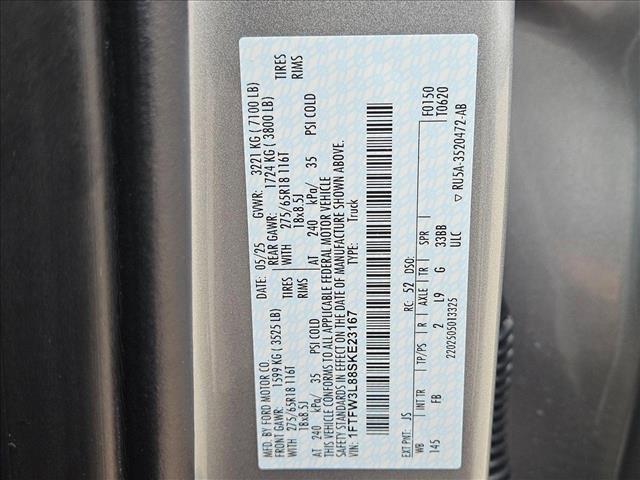 MFD. BY FORD MOTOR CO.
DATE: 05/25 GVWR: 3221 KG ( 7100 LB)
FRONT GAWR: 1599 KG ( 3525 LB) REAR GAWR: 1724 KG ( 3800 LB)
WITH 275/65R18 116T TIRES WITH 275/65R18 116T TIRES
18x8.5J RIMS 18x8.5J RIMS
AT 240 kPa/ 35 PSI COLD AT 240 kPa/ 35 PSI COLD
THIS VEHICLE CONFORMS TO ALL APPLICABLE FEDERAL MOTOR VEHICLE
SAFETY STANDARDS IN EFFECT ON THE DATE OF MANUFACTURE SHOWN ABOVE.
VIN: 1FTFW3L88SKE23167 TYPE: Truck
F0150
T0620
EXT PNT: JS RC: 52 DSO:
WB INT TR TP/PS R AXLE TR SPR
145 FB 2 L9 G 33BB
ULC
2202505013325
▽ RU5A-3520472-AB